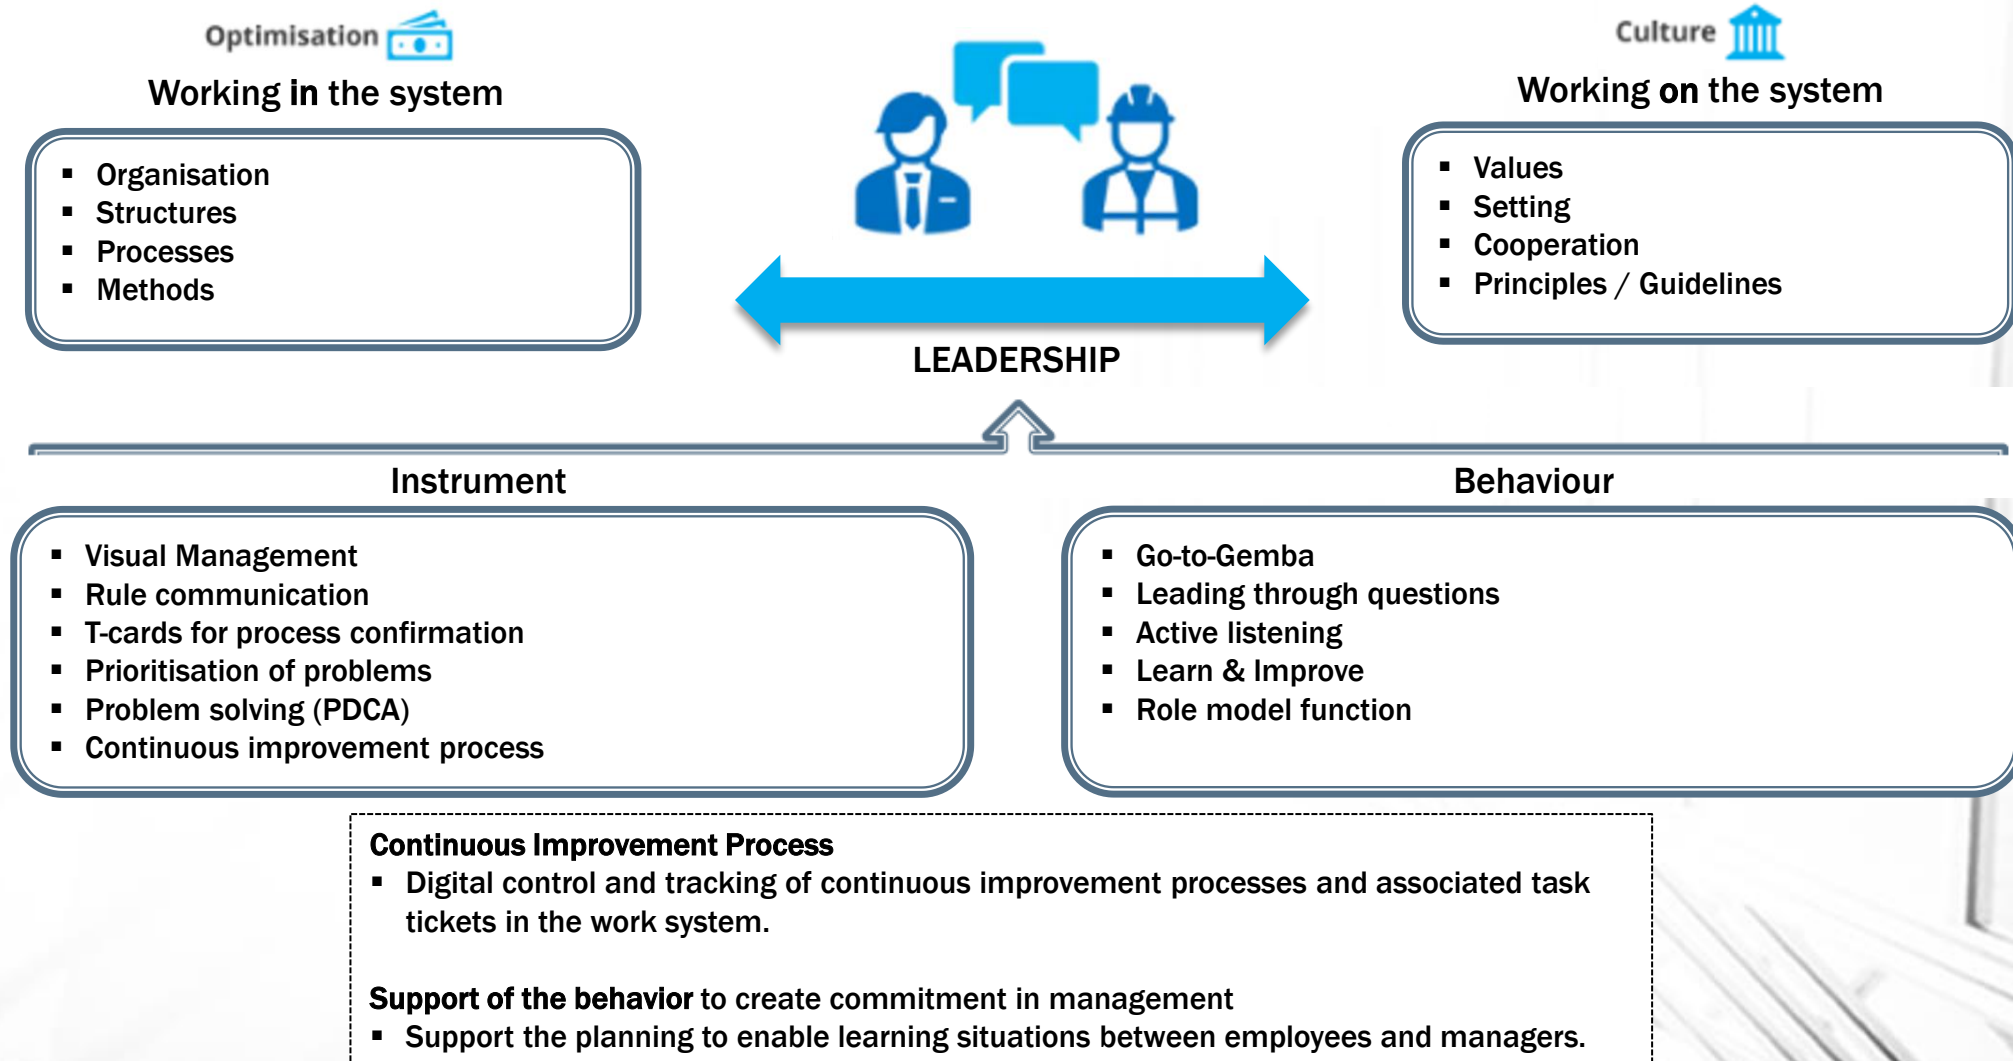 Optimisation
Working in the system
▪ Organisation
▪ Structures
▪ Processes
▪ Methods
LEADERSHIP
Culture
Working on the system
▪ Values
▪ Setting
▪ Cooperation
▪ Principles / Guidelines
Instrument
▪ Visual Management
▪ Rule communication
▪ T-cards for process confirmation
▪ Prioritisation of problems
▪ Problem solving (PDCA)
▪ Continuous improvement process
Behaviour
▪ Go-to-Gemba
▪ Leading through questions
▪ Active listening
▪ Learn & Improve
▪ Role model function
Continuous Improvement Process
▪ Digital control and tracking of continuous improvement processes and associated task
tickets in the work system.
Support of the behavior to create commitment in management
▪ Support the planning to enable learning situations between employees and managers.